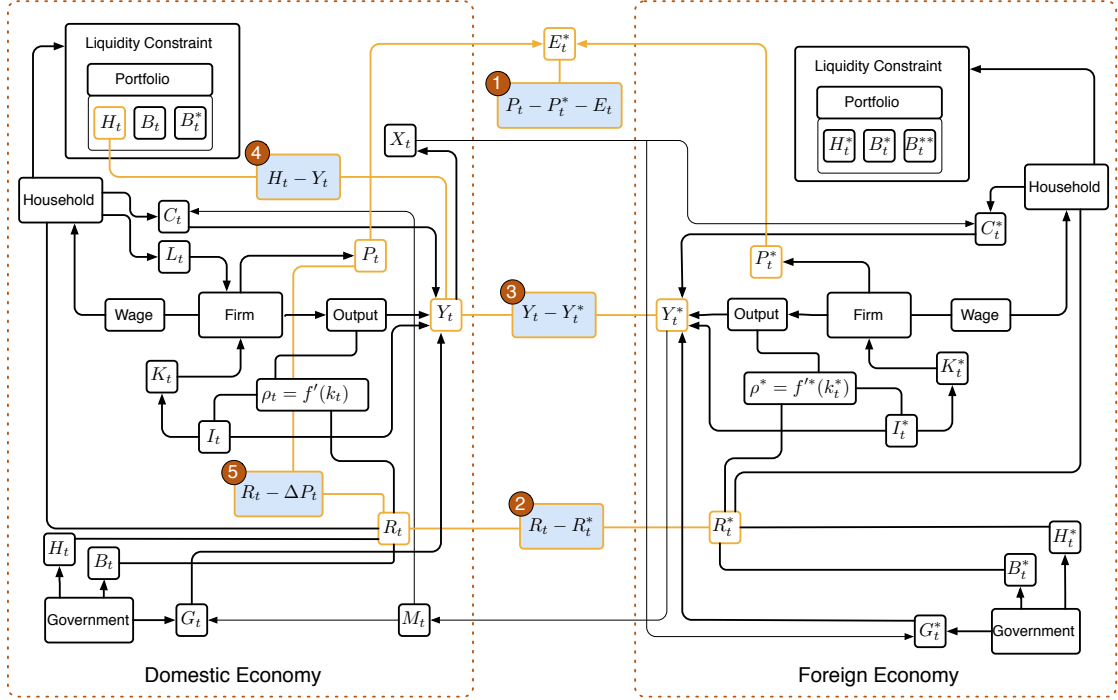 Liquidity Constraint
Portfolio
H_t B_t B_t^*
E_t^*
1
P_t − P_t^* − E_t
Liquidity Constraint
Portfolio
H_t^* B_t^* B_t^{**}
X_t
4
H_t − Y_t
Household
C_t
L_t
P_t
Household
C_t^*
P_t^*
Wage
Firm
Output
Y_t
3
Y_t − Y_t^*
Y_t^*
Output
Firm
Wage
K_t
ρ_t = f′(k_t)
I_t
K_t^*
ρ^* = f′^*(k_t^*)
I_t^*
5
R_t − ΔP_t
R_t
2
R_t − R_t^*
R_t^*
H_t
B_t
Government
G_t
M_t
H_t^*
B_t^*
G_t^*
Government
Domestic Economy
Foreign Economy